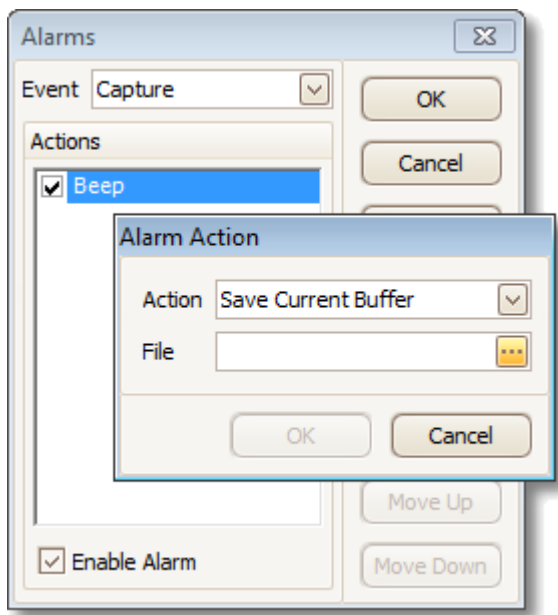 Alarms
Event Capture
OK
Actions
Cancel
Beep
Alarm Action
Action Save Current Buffer
File
OK Cancel
Move Up
Enable Alarm
Move Down